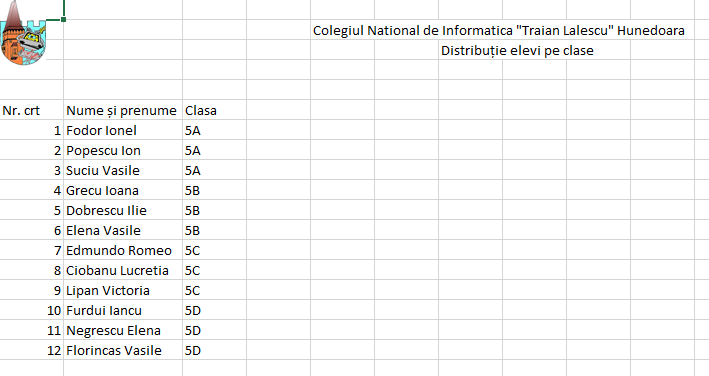 Colegiul National de Informatica "Traian Lalescu" Hunedoara
Distribuție elevi pe clase
Nr. crt Nume și prenume Clasa
1 Fodor Ionel 5A
2 Popescu Ion 5A
3 Suciu Vasile 5A
4 Grecu Ioana 5B
5 Dobrescu Ilie 5B
6 Elena Vasile 5B
7 Edmundo Romeo 5C
8 Ciobanu Lucretia 5C
9 Lipan Victoria 5C
10 Furdui Iancu 5D
11 Negrescu Elena 5D
12 Florincas Vasile 5D